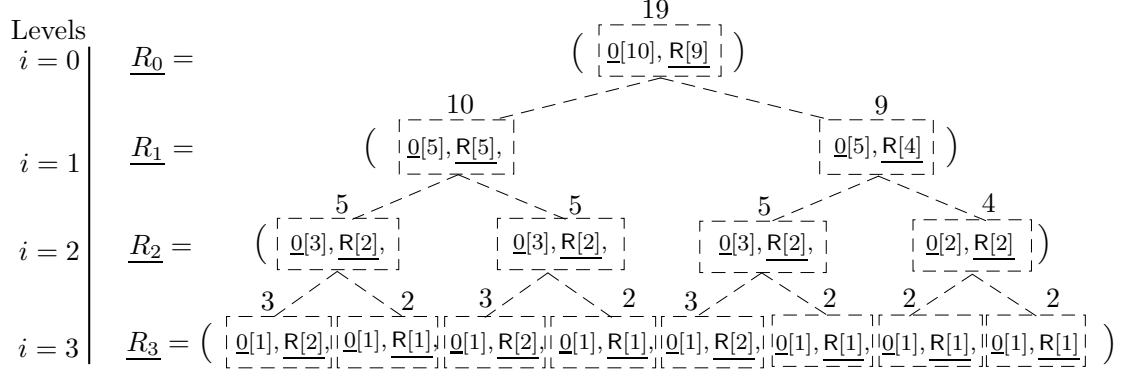 19
Levels
i = 0 R_0 = ( 0[10], R[9] )
10 9
i = 1 R_1 = ( 0[5], R[5], 0[5], R[4] )
5 5 5 4
i = 2 R_2 = ( 0[3], R[2], 0[3], R[2], 0[3], R[2], 0[2], R[2] )
3 2 3 2 3 2 2 2
i = 3 R_3 = ( 0[1], R[2], 0[1], R[1], 0[1], R[2], 0[1], R[1], 0[1], R[2], 0[1], R[1], 0[1], R[1], 0[1], R[1] )